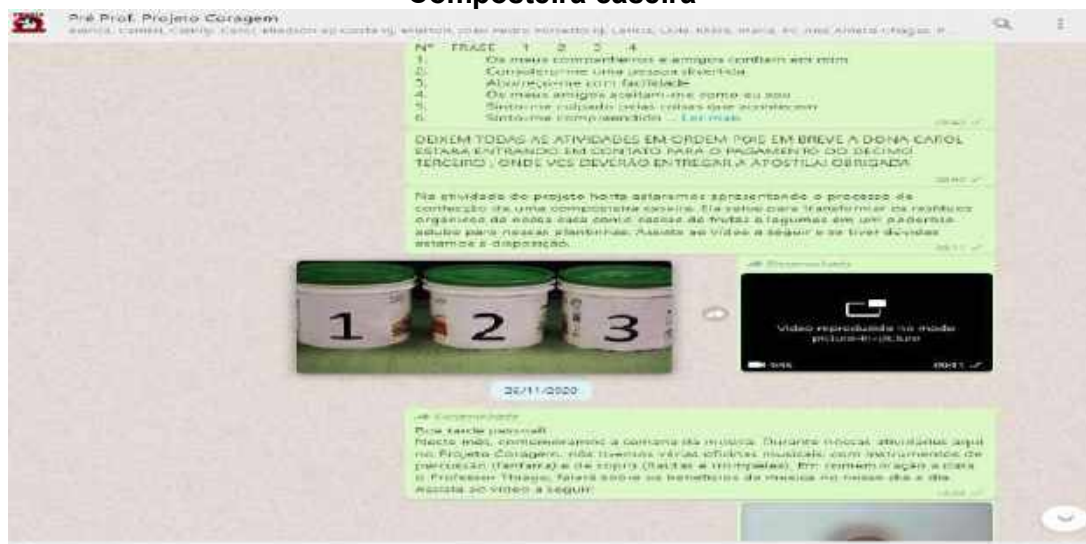 Composteira caseira
Pré Prof. Projeto Coragem
Nº FRASE 1 2 3 4
1. Os meus companheiros e amigos confiam em mim
2. Considero-me uma pessoa divertida
3. Aborreço-me com facilidade
4. Os meus amigos aceitam-me como eu sou
5. Sinto-me culpado pelas coisas que acontecem
6. Sinto-me compreendido ... Ler mais
DEIXEM TODAS AS ATIVIDADES EM ORDEM POIS EM BREVE A DONA CAROL
ESTARA ENTRANDO EM CONTATO PARA O PAGAMENTO DO DECIMO
TERCEIRO , ONDE VCS DEVERÃO ENTREGAR A APOSTILA! OBRIGADA
Na atividade do projeto horta estaremos apresentando o processo de
confecção de uma composteira caseira. Ela serve para transformar os resíduos
orgânicos de nossa casa como cascas de frutas e legumes em um poderoso
adubo para nossas plantinhas. Assista ao vídeo a seguir e se tiver dúvidas
estamos à disposição.
Encaminhada
1 2 3
Vídeo reproduzido no modo
picture-in-picture
26/11/2020
Encaminhada
Boa tarde pessoal!
Neste mês, comemoramos a semana da música. Durante nossas atividades aqui
no Projeto Coragem, nós tivemos várias oficinas musicais, com instrumentos de
percussão (fanfarra) e de sopro (flautas e trompetes). Em comemoração a data
o Professor Thiago, falará sobre os benefícios da música no nosso dia a dia.
Assista ao vídeo a seguir: